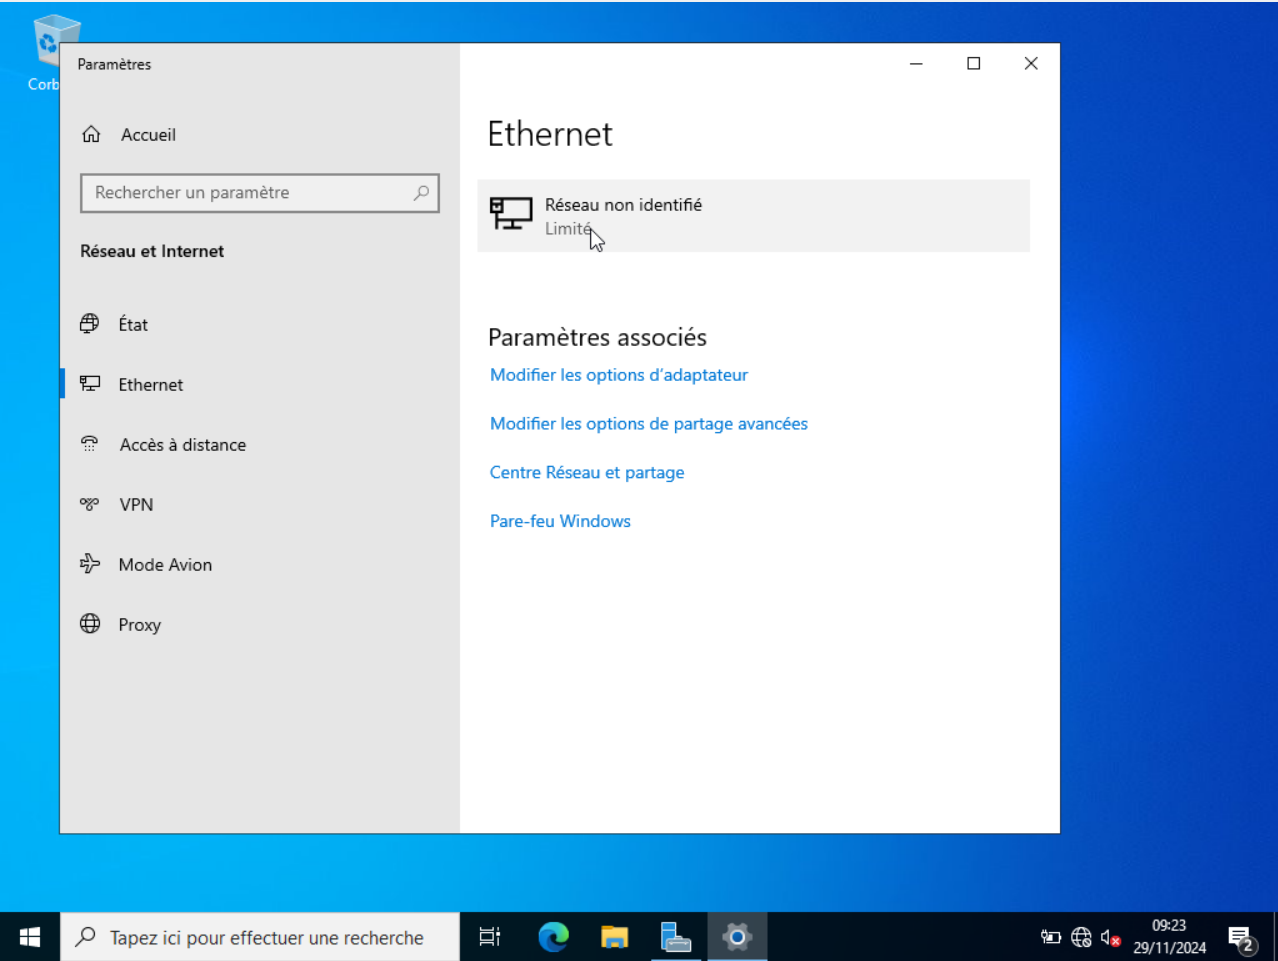 Corb
Paramètres
Accueil
Rechercher un paramètre
Réseau et Internet
État
Ethernet
Accès à distance
VPN
Mode Avion
Proxy
Ethernet
Réseau non identifié
Limité
Paramètres associés
Modifier les options d’adaptateur
Modifier les options de partage avancées
Centre Réseau et partage
Pare-feu Windows
Tapez ici pour effectuer une recherche
09:23
29/11/2024
2